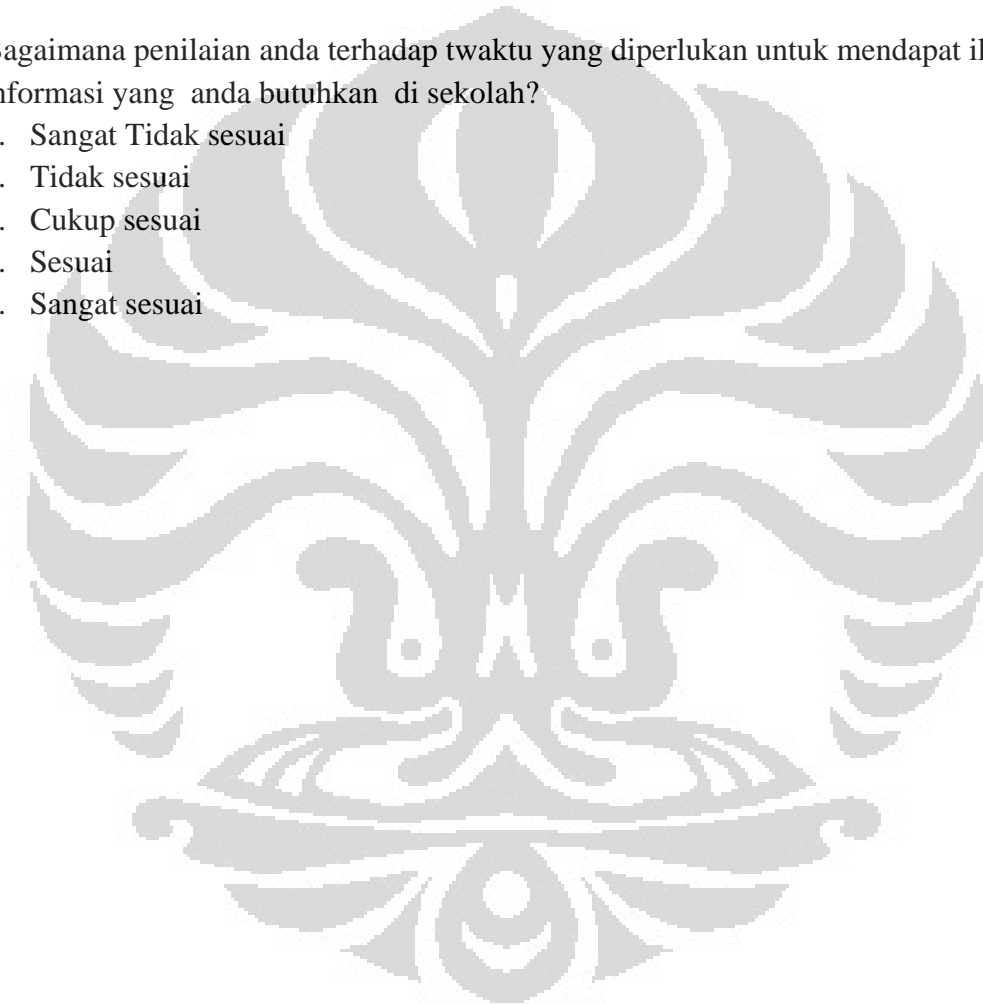 Bagaimana penilaian anda terhadap twaktu yang diperlukan untuk mendapat
nformasi yang anda butuhkan di sekolah?
. Sangat Tidak sesuai
. Tidak sesuai
. Cukup sesuai
. Sesuai
. Sangat sesuai